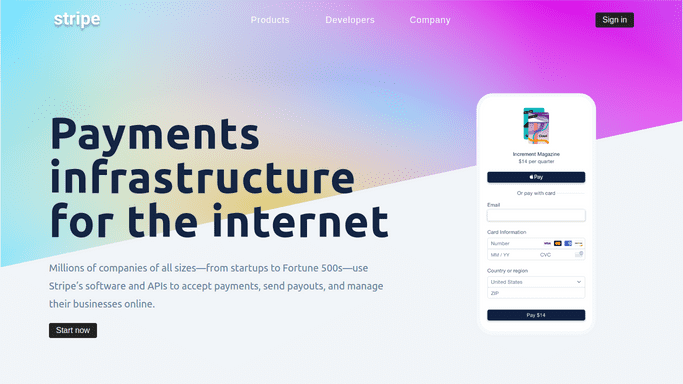 stripe
Products Developers Company
Sign in
Payments
infrastructure
for the internet
Millions of companies of all sizes—from startups to Fortune 500s—use
Stripe's software and APIs to accept payments, send payouts, and manage
their businesses online.
Start now
Increment Magazine
$14 per quarter
Pay
Or pay with card
Email
Card Information
Number
MM / YY CVC
Country or region
United States
ZIP
Pay $14